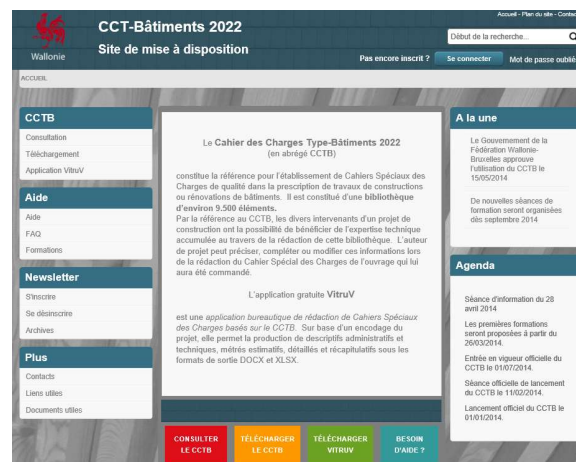 Accueil - Plan du site - Contac
CCT-Bâtiments 2022
Site de mise à disposition
Wallonie
Début de la recherche...
Pas encore inscrit ?
Se connecter
Mot de passe oublié
ACCUEIL
CCTB
Consultation
Téléchargement
Application VitruV
Aide
Aide
FAQ
Formations
Newsletter
S'inscrire
Se désinscrire
Archives
Plus
Contacts
Liens utiles
Documents utiles
Le Cahier des Charges Type-Bâtiments 2022
(en abrégé CCTB)
constitue la référence pour l'établissement de Cahiers Spéciaux des
Charges de qualité dans la prescription de travaux de constructions
ou rénovations de bâtiments. Il est constitué d'une bibliothèque
d'environ 9.500 éléments.
Par la référence au CCTB, les divers intervenants d'un projet de
construction ont la possibilité de bénéficier de l'expertise technique
accumulée au travers de la rédaction de cette bibliothèque. L'auteur
de projet peut préciser, compléter ou modifier ces informations lors
de la rédaction du Cahier Spécial des Charges de l'ouvrage qui lui
aura été commandé.
L'application gratuite VitruV
est une application bureautique de rédaction de Cahiers Spéciaux
des Charges basés sur le CCTB. Sur base d'un encodage du
projet, elle permet la production de descriptifs administratifs et
techniques, métrés estimatifs, détaillés et récapitulatifs sous les
formats de sortie DOCX et XLSX.
CONSULTER
LE CCTB
TÉLÉCHARGER
LE CCTB
TÉLÉCHARGER
VITRUV
BESOIN
D'AIDE ?
A la une
Le Gouvernement de la
Fédération Wallonie-
Bruxelles approuve
l'utilisation du CCTB le
15/05/2014
De nouvelles séances de
formation seront organisées
dès septembre 2014
Agenda
Séance d'information du 28
avril 2014
Les premières formations
seront proposées à partir du
26/03/2014.
Entrée en vigueur officielle du
CCTB le 01/07/2014.
Séance officielle de lancement
du CCTB le 11/02/2014.
Lancement officiel du CCTB le
01/01/2014.